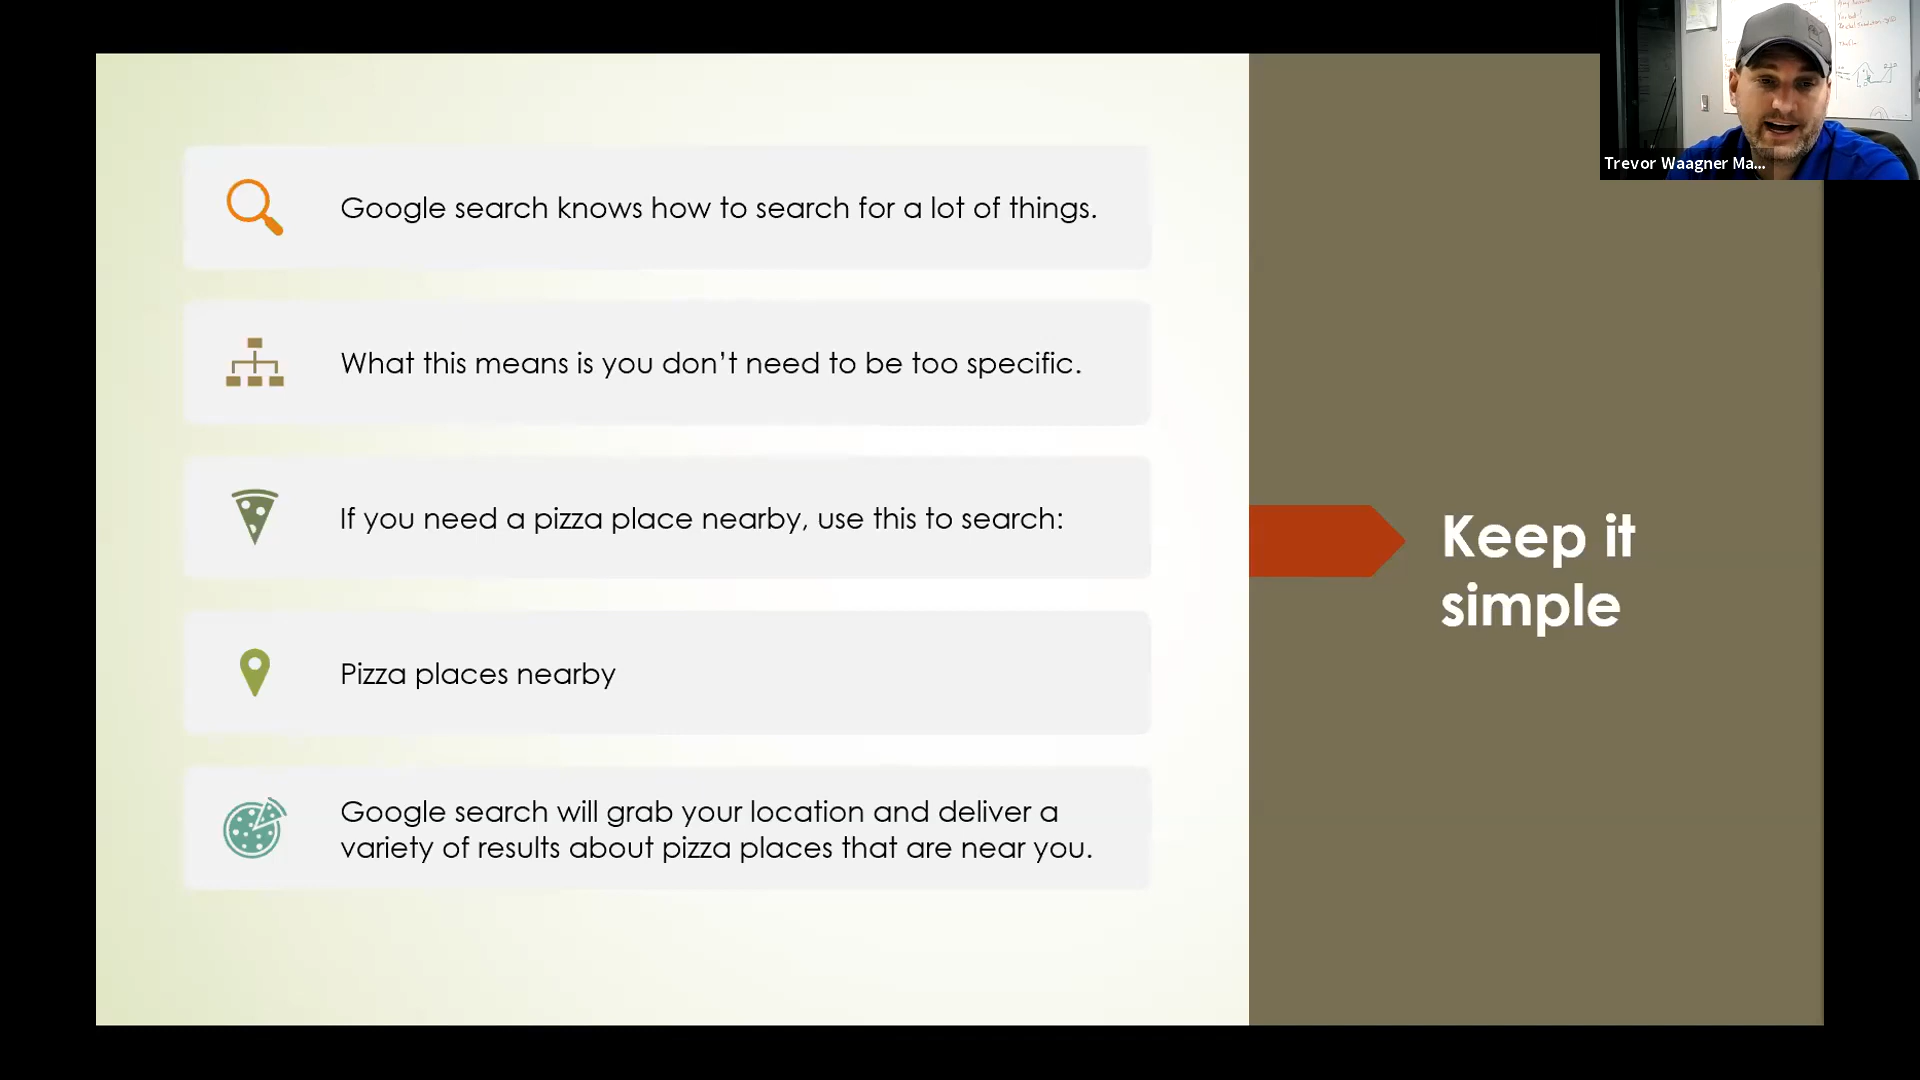 Google search knows how to search for a lot of things.
What this means is you don’t need to be too specific.
If you need a pizza place nearby, use this to search:
Pizza places nearby
Google search will grab your location and deliver a
variety of results about pizza places that are near you.
Keep it
simple
Trevor Waagner Ma...